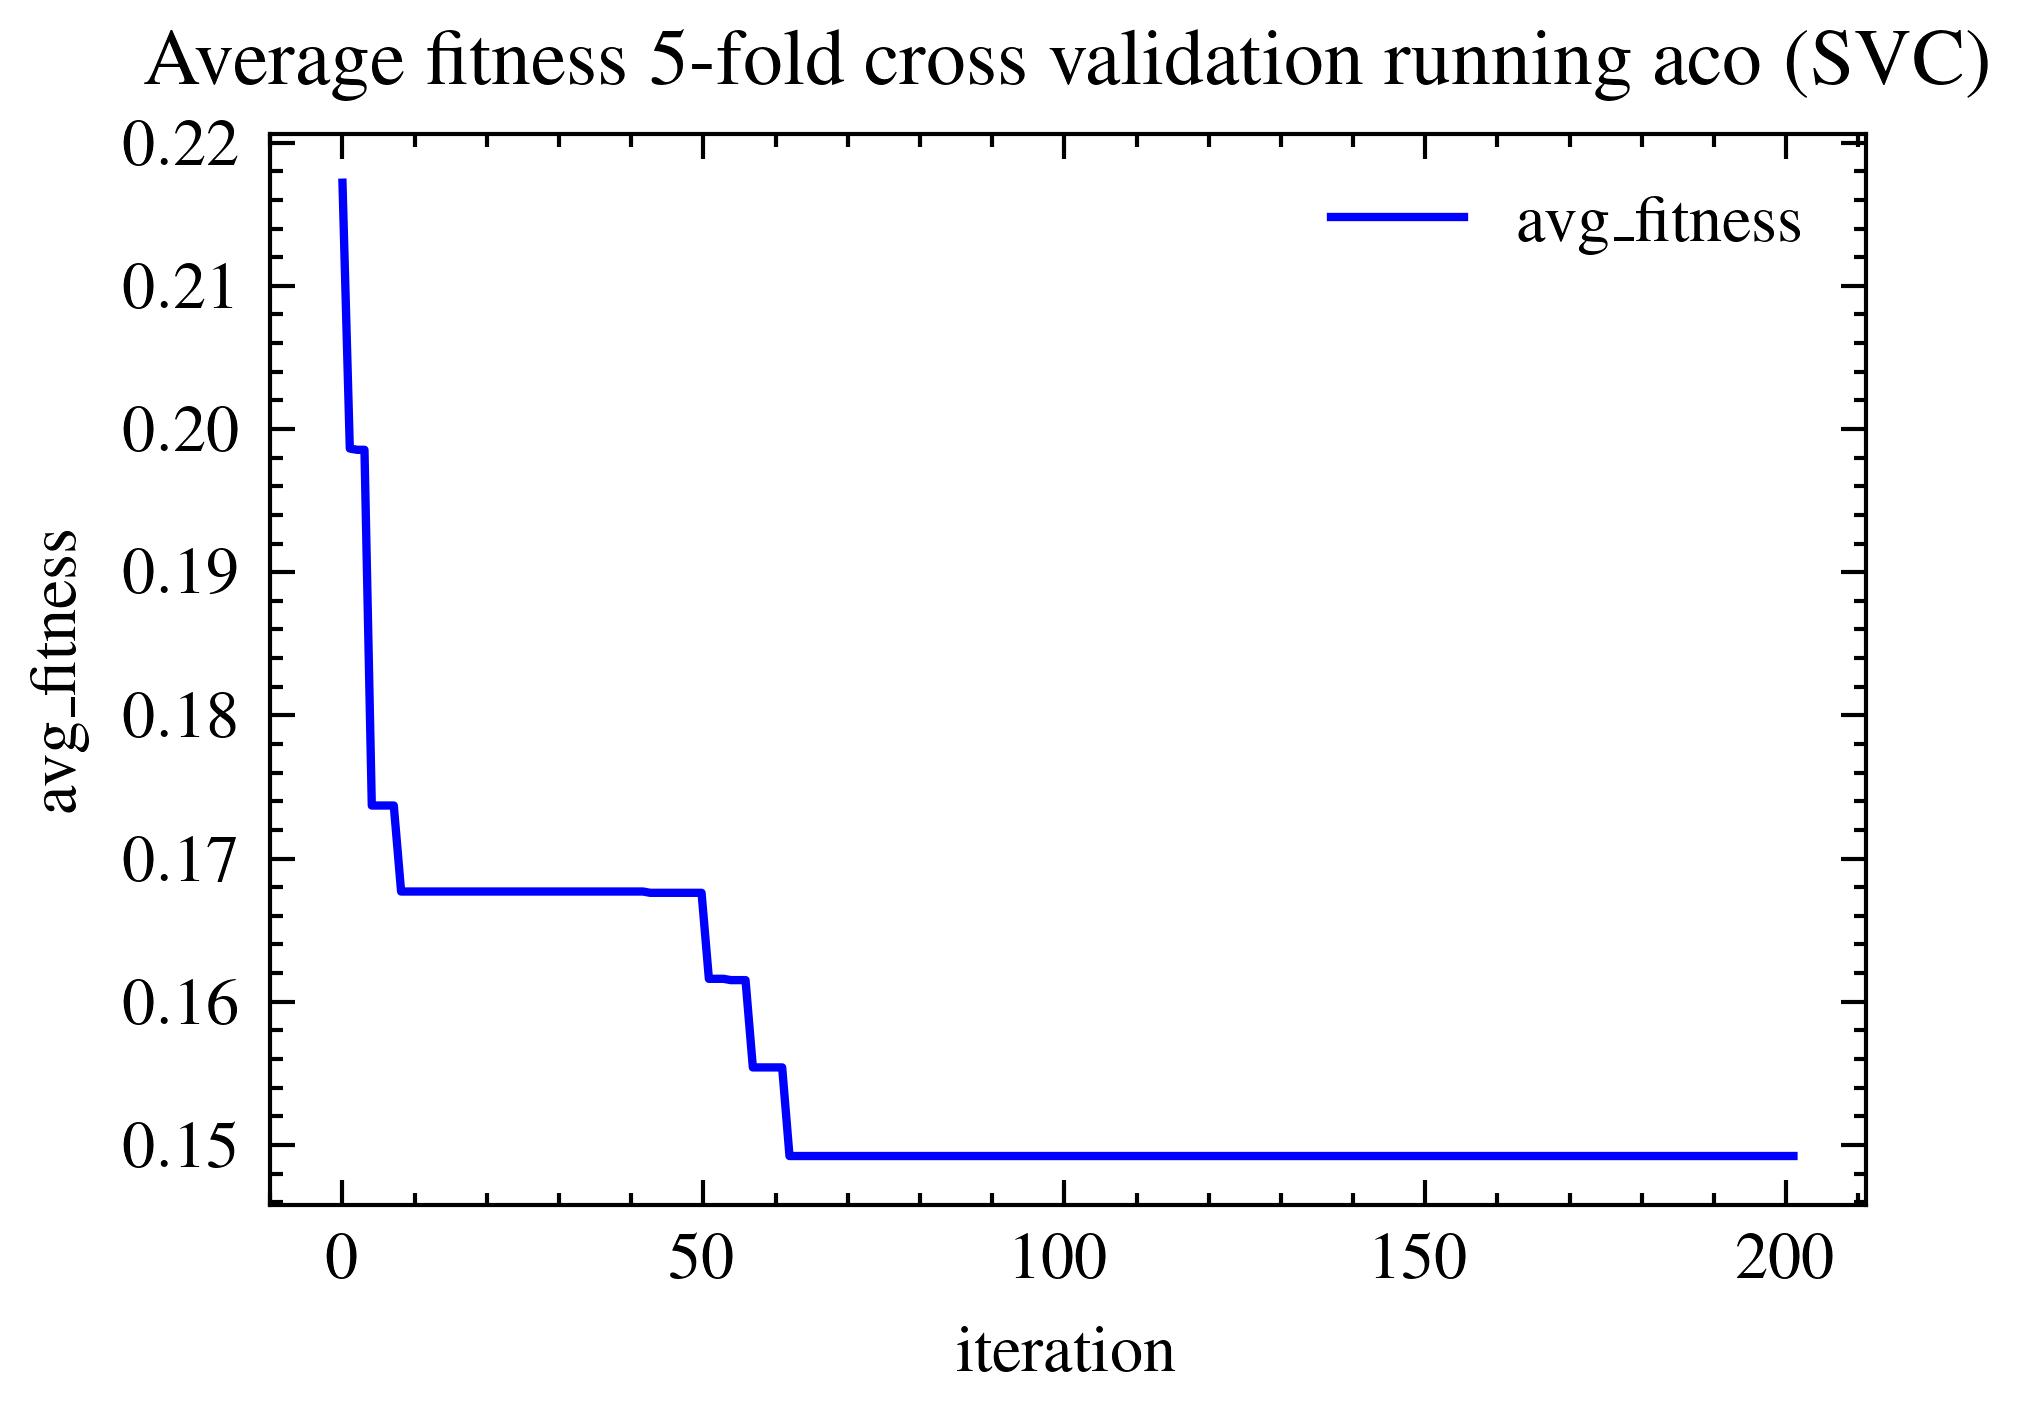 Average fitness 5-fold cross validation running aco (SVC)
0.22
avg_fitness
0.21
0.20
0.19
0.18
0.17
0.16
0.15
avg_fitness
0 50 100 150 200
iteration